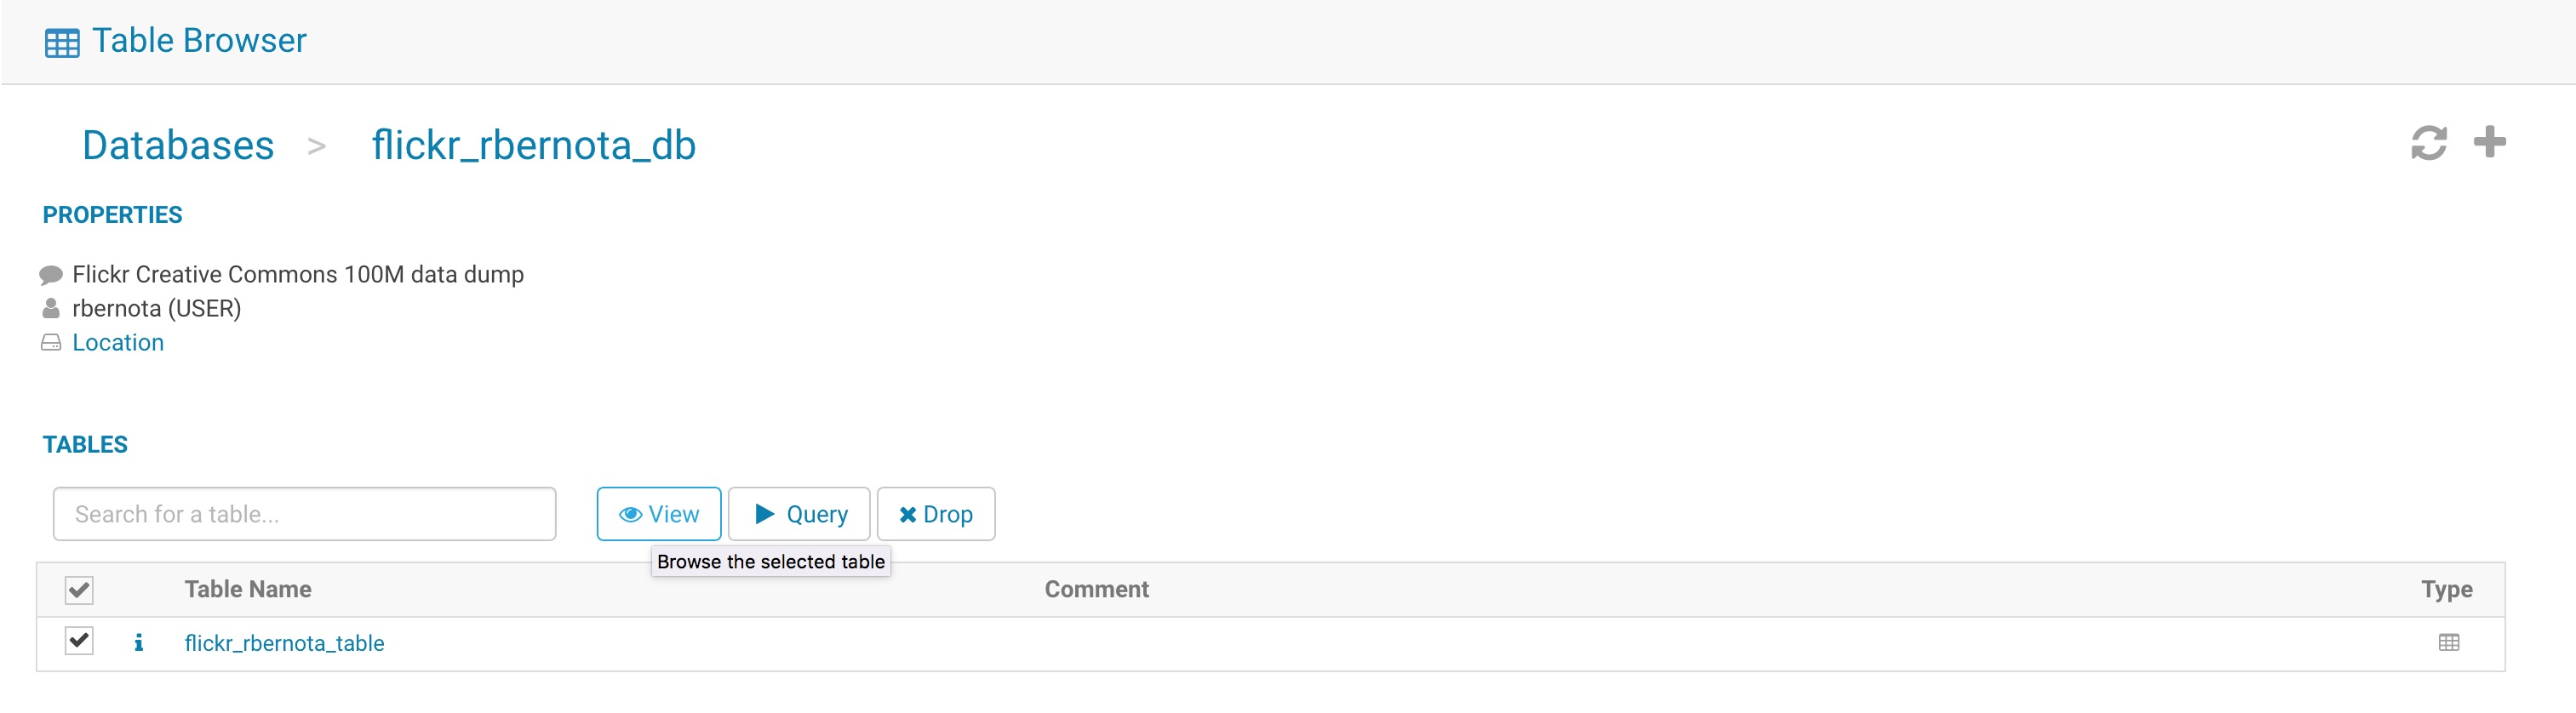 Table Browser
Databases > flickr_rbernota_db
PROPERTIES
Flickr Creative Commons 100M data dump
rbernota (USER)
Location
TABLES
Search for a table... View Query Drop
Browse the selected table
Table Name Comment Type
flickr_rbernota_table